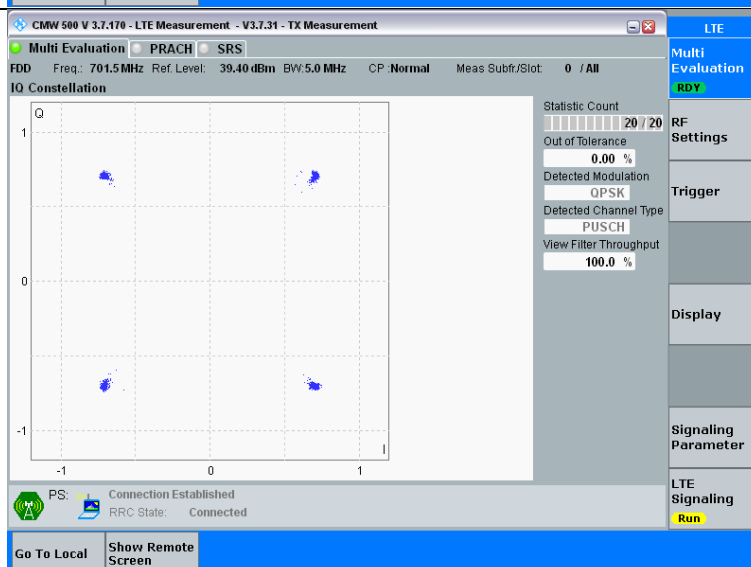 CMW 500 V 3.7.170 - LTE Measurement - V3.7.31 - TX Measurement
LTE
Multi Evaluation PRACH SRS
Multi Evaluation
RDY
FDD Freq.: 701.5 MHz Ref. Level: 39.40 dBm BW: 5.0 MHz CP : Normal Meas Subfr./Slot: 0 / All
IQ Constellation
Q
1
0
-1
-1 0 1
I
Statistic Count
20 / 20
Out of Tolerance
0.00 %
Detected Modulation
QPSK
Detected Channel Type
PUSCH
View Filter Throughput
100.0 %
RF Settings
Trigger
Display
Signaling Parameter
LTE Signaling
Run
PS: Connection Established
RRC State: Connected
Go To Local
Show Remote Screen